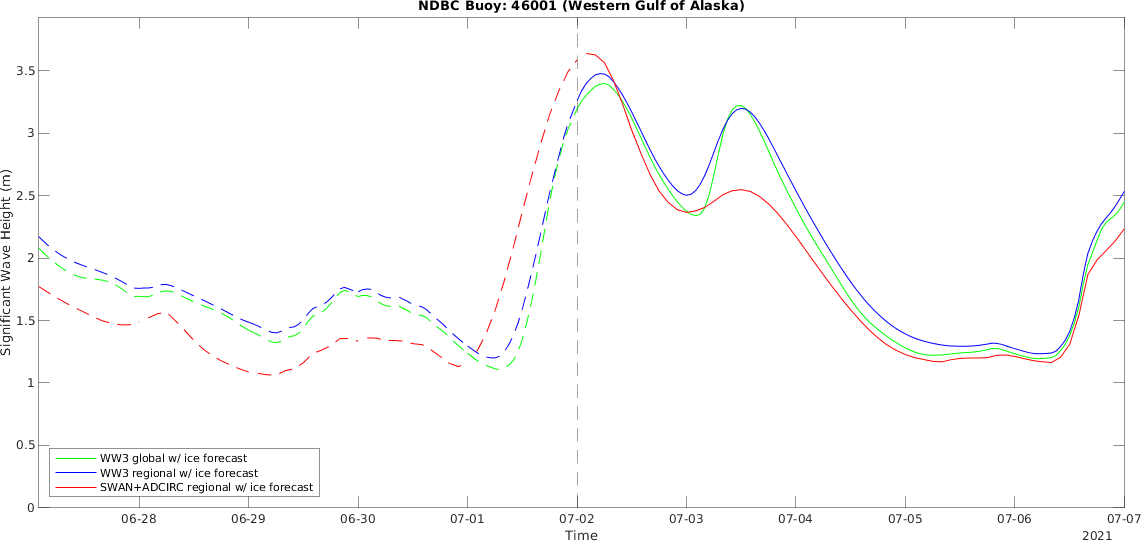 NDBC Buoy: 46001 (Western Gulf of Alaska)
Significant Wave Height (m)
3.5
3
2.5
2
1.5
1
0.5
0
WW3 global w/ ice forecast
WW3 regional w/ ice forecast
SWAN+ADCIRC regional w/ ice forecast
06-28 06-29 06-30 07-01 07-02 07-03 07-04 07-05 07-06 07-07
Time
2021